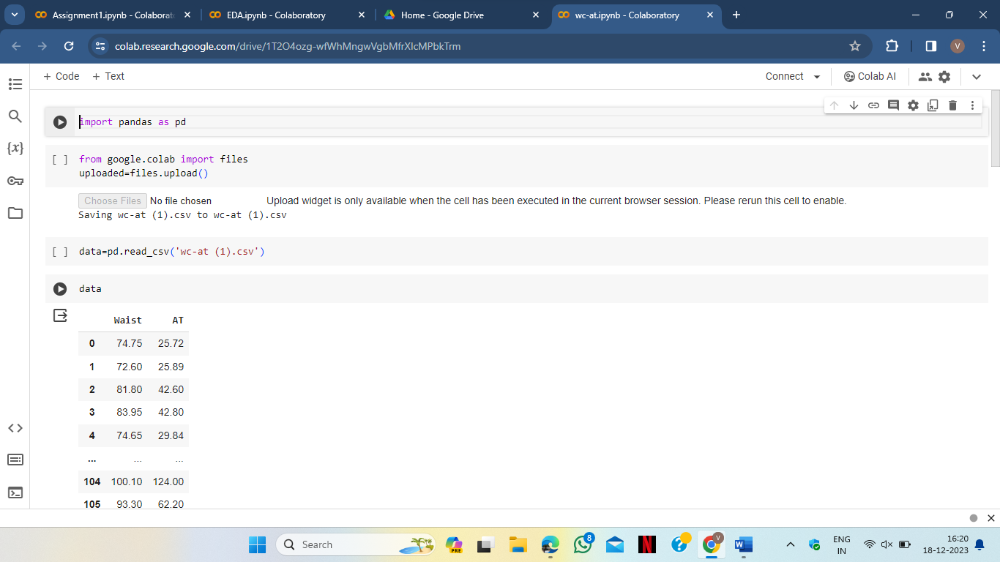 Assignment1.ipynb - Colaborat
EDA.ipynb - Colaboratory
Home - Google Drive
wc-at.ipynb - Colaboratory
colab.research.google.com/drive/1T2O4ozg-wfWhMngwVgbMfrXlcMPbkTrm
V
+ Code + Text
Connect
Colab AI
import pandas as pd
[ ] from google.colab import files
uploaded=files.upload()
Choose Files No file chosen Upload widget is only available when the cell has been executed in the current browser session. Please rerun this cell to enable.
Saving wc-at (1).csv to wc-at (1).csv
[ ] data=pd.read_csv('wc-at (1).csv')
data
Waist AT
0 74.75 25.72
1 72.60 25.89
2 81.80 42.60
3 83.95 42.80
4 74.65 29.84
... ... ...
104 100.10 124.00
105 93.30 62.20
{x}
Search
PRE
8
N
V
W
ENG
IN
16:20
18-12-2023